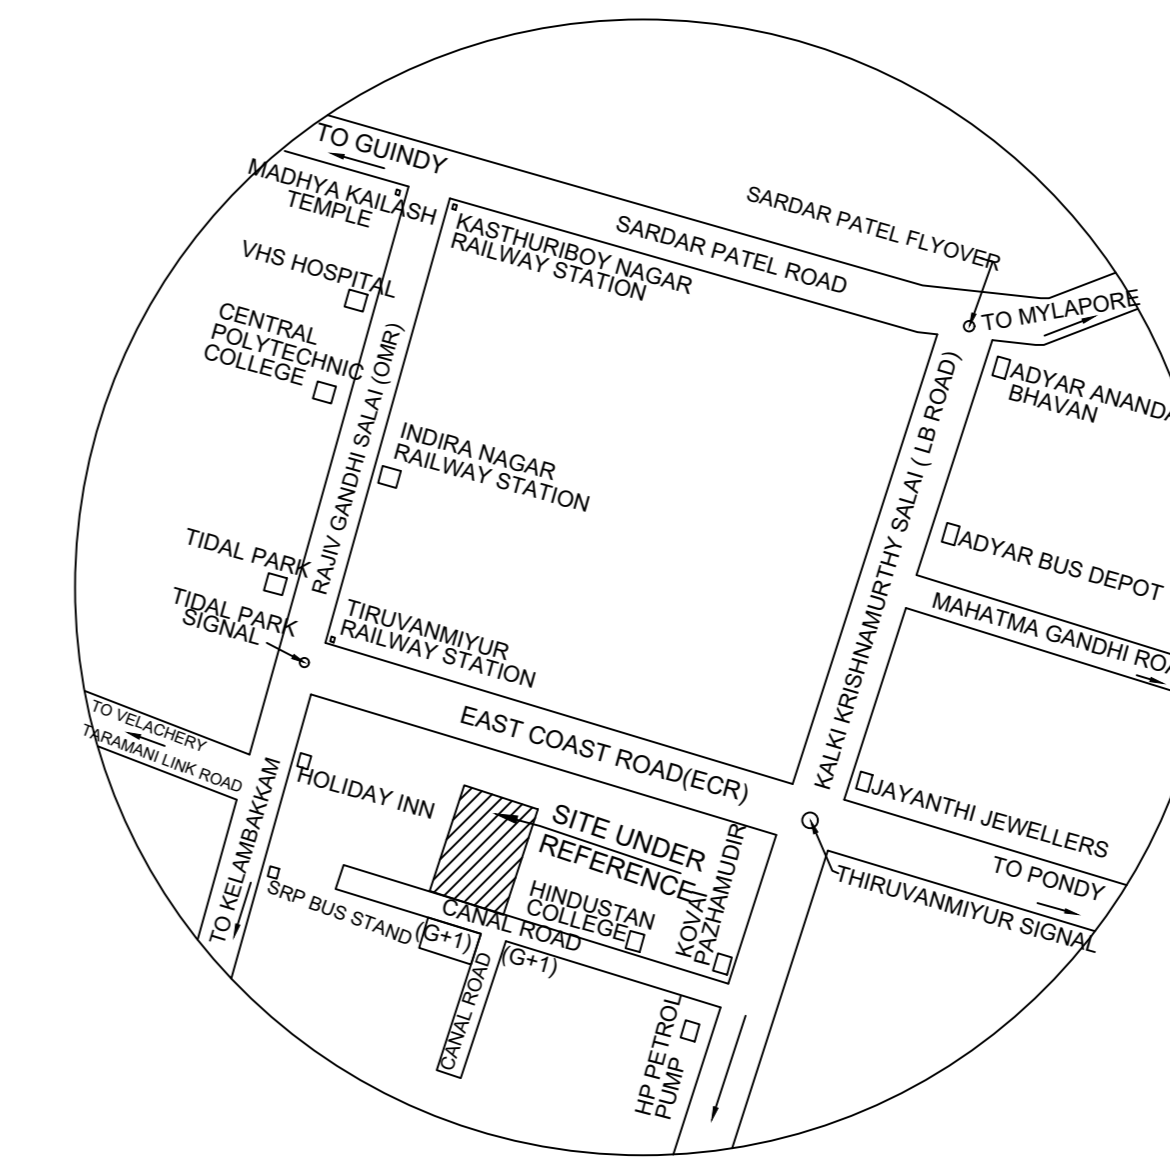 TO GUINDY
MADHYA KAILASH
TEMPLE
SARDAR PATEL FLYOVER
KASTHURIBOY NAGAR
RAILWAY STATION
SARDAR PATEL ROAD
VHS HOSPITAL
TO MYLAPORE
CENTRAL
POLYTECHNIC
COLLEGE
RAJIV GANDHI SALAI (OMR)
ADYAR ANANDA
BHAVAN
KALKI KRISHNAMURTHY SALAI ( LB ROAD)
INDIRA NAGAR
RAILWAY STATION
ADYAR BUS DEPOT
TIDAL PARK
TIDAL PARK
SIGNAL
TIRUVANMIYUR
RAILWAY STATION
MAHATMA GANDHI ROA
TO VELACHERY
TARAMANI LINK ROAD
EAST COAST ROAD(ECR)
TO KELAMBAKKAM
HOLIDAY INN
JAYANTHI JEWELLERS
SITE UNDER
REFERENCE
TO PONDY
THIRUVANMIYUR SIGNAL
SRP BUS STAND
HINDUSTAN
COLLEGE
KOVAI
PAZHAMUDIR
CANAL ROAD
(G+1)
(G+1)
CANAL ROAD
HP PETROL
PUMP